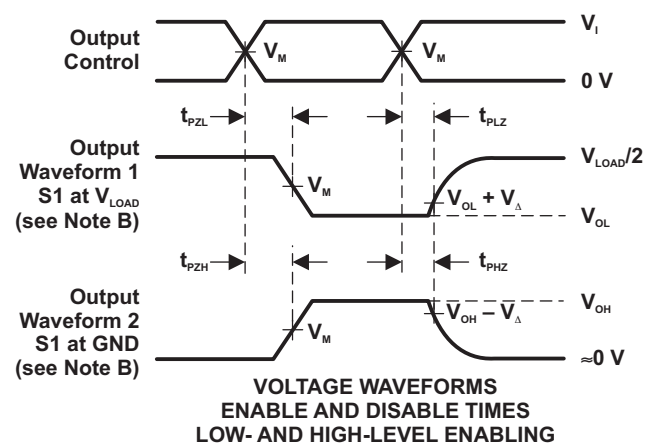 Output
Control
V_M
V_M
V_I
0 V
t_PZL
t_PLZ
Output
Waveform 1
S1 at V_LOAD
(see Note B)
V_M
V_OL + V_Δ
V_LOAD/2
V_OL
t_PZH
t_PHZ
Output
Waveform 2
S1 at GND
(see Note B)
V_M
V_OH – V_Δ
V_OH
≈0 V
VOLTAGE WAVEFORMS
ENABLE AND DISABLE TIMES
LOW- AND HIGH-LEVEL ENABLING